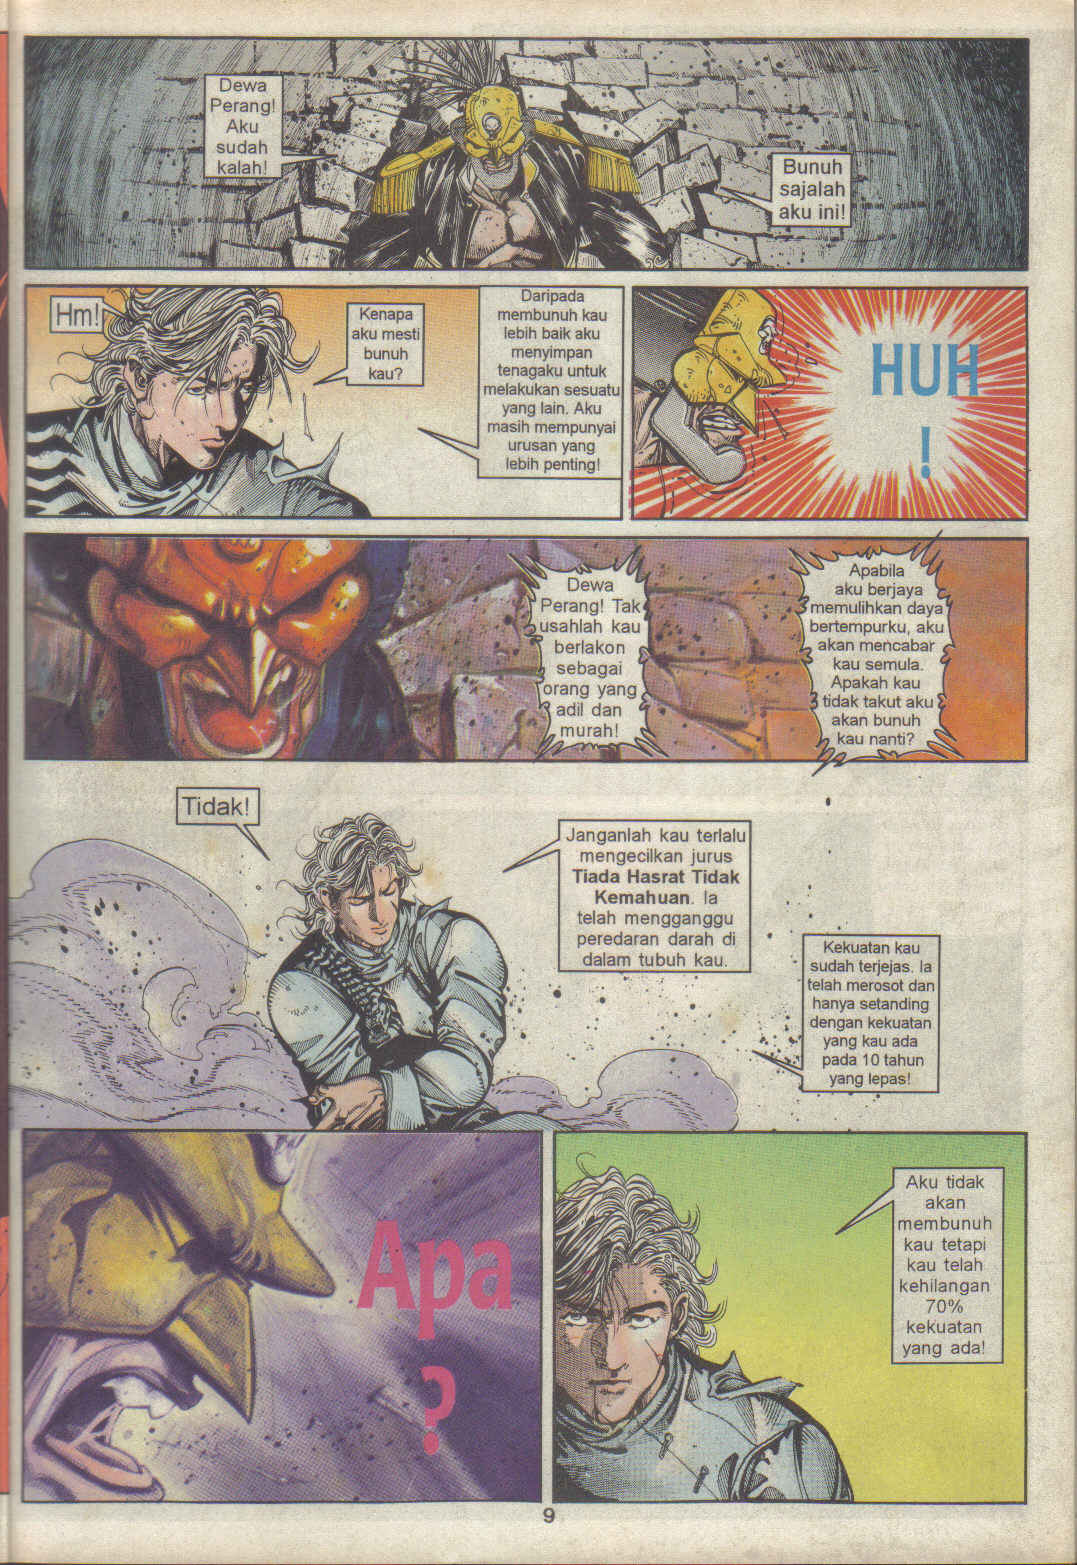 Dewa
Perang!
Aku
sudah
kalah!
Bunuh
sajalah
aku ini!
Hm!
Kenapa
aku mesti
bunuh
kau?
Daripada
membunuh kau
lebih baik aku
menyimpan
tenagaku untuk
melakukan sesuatu
yang lain. Aku
masih mempunyai
urusan yang
lebih penting!
HUH
!
Dewa
Perang! Tak
usahlah kau
berlakon
sebagai
orang yang
adil dan
murah!
Apabila
aku berjaya
memulihkan daya
bertempurku, aku
akan mencabar
kau semula.
Apakah kau
tidak takut aku
akan bunuh
kau nanti?
Tidak!
Janganlah kau terlalu
mengecilkan jurus
Tiada Hasrat Tidak
Kemahuan. Ia
telah mengganggu
peredaran darah di
dalam tubuh kau.
Kekuatan kau
sudah terjejas. Ia
telah merosot dan
hanya setanding
dengan kekuatan
yang kau ada
pada 10 tahun
yang lepas!
Apa
?
Aku tidak
akan
membunuh
kau tetapi
kau telah
kehilangan
70%
kekuatan
yang ada!
9